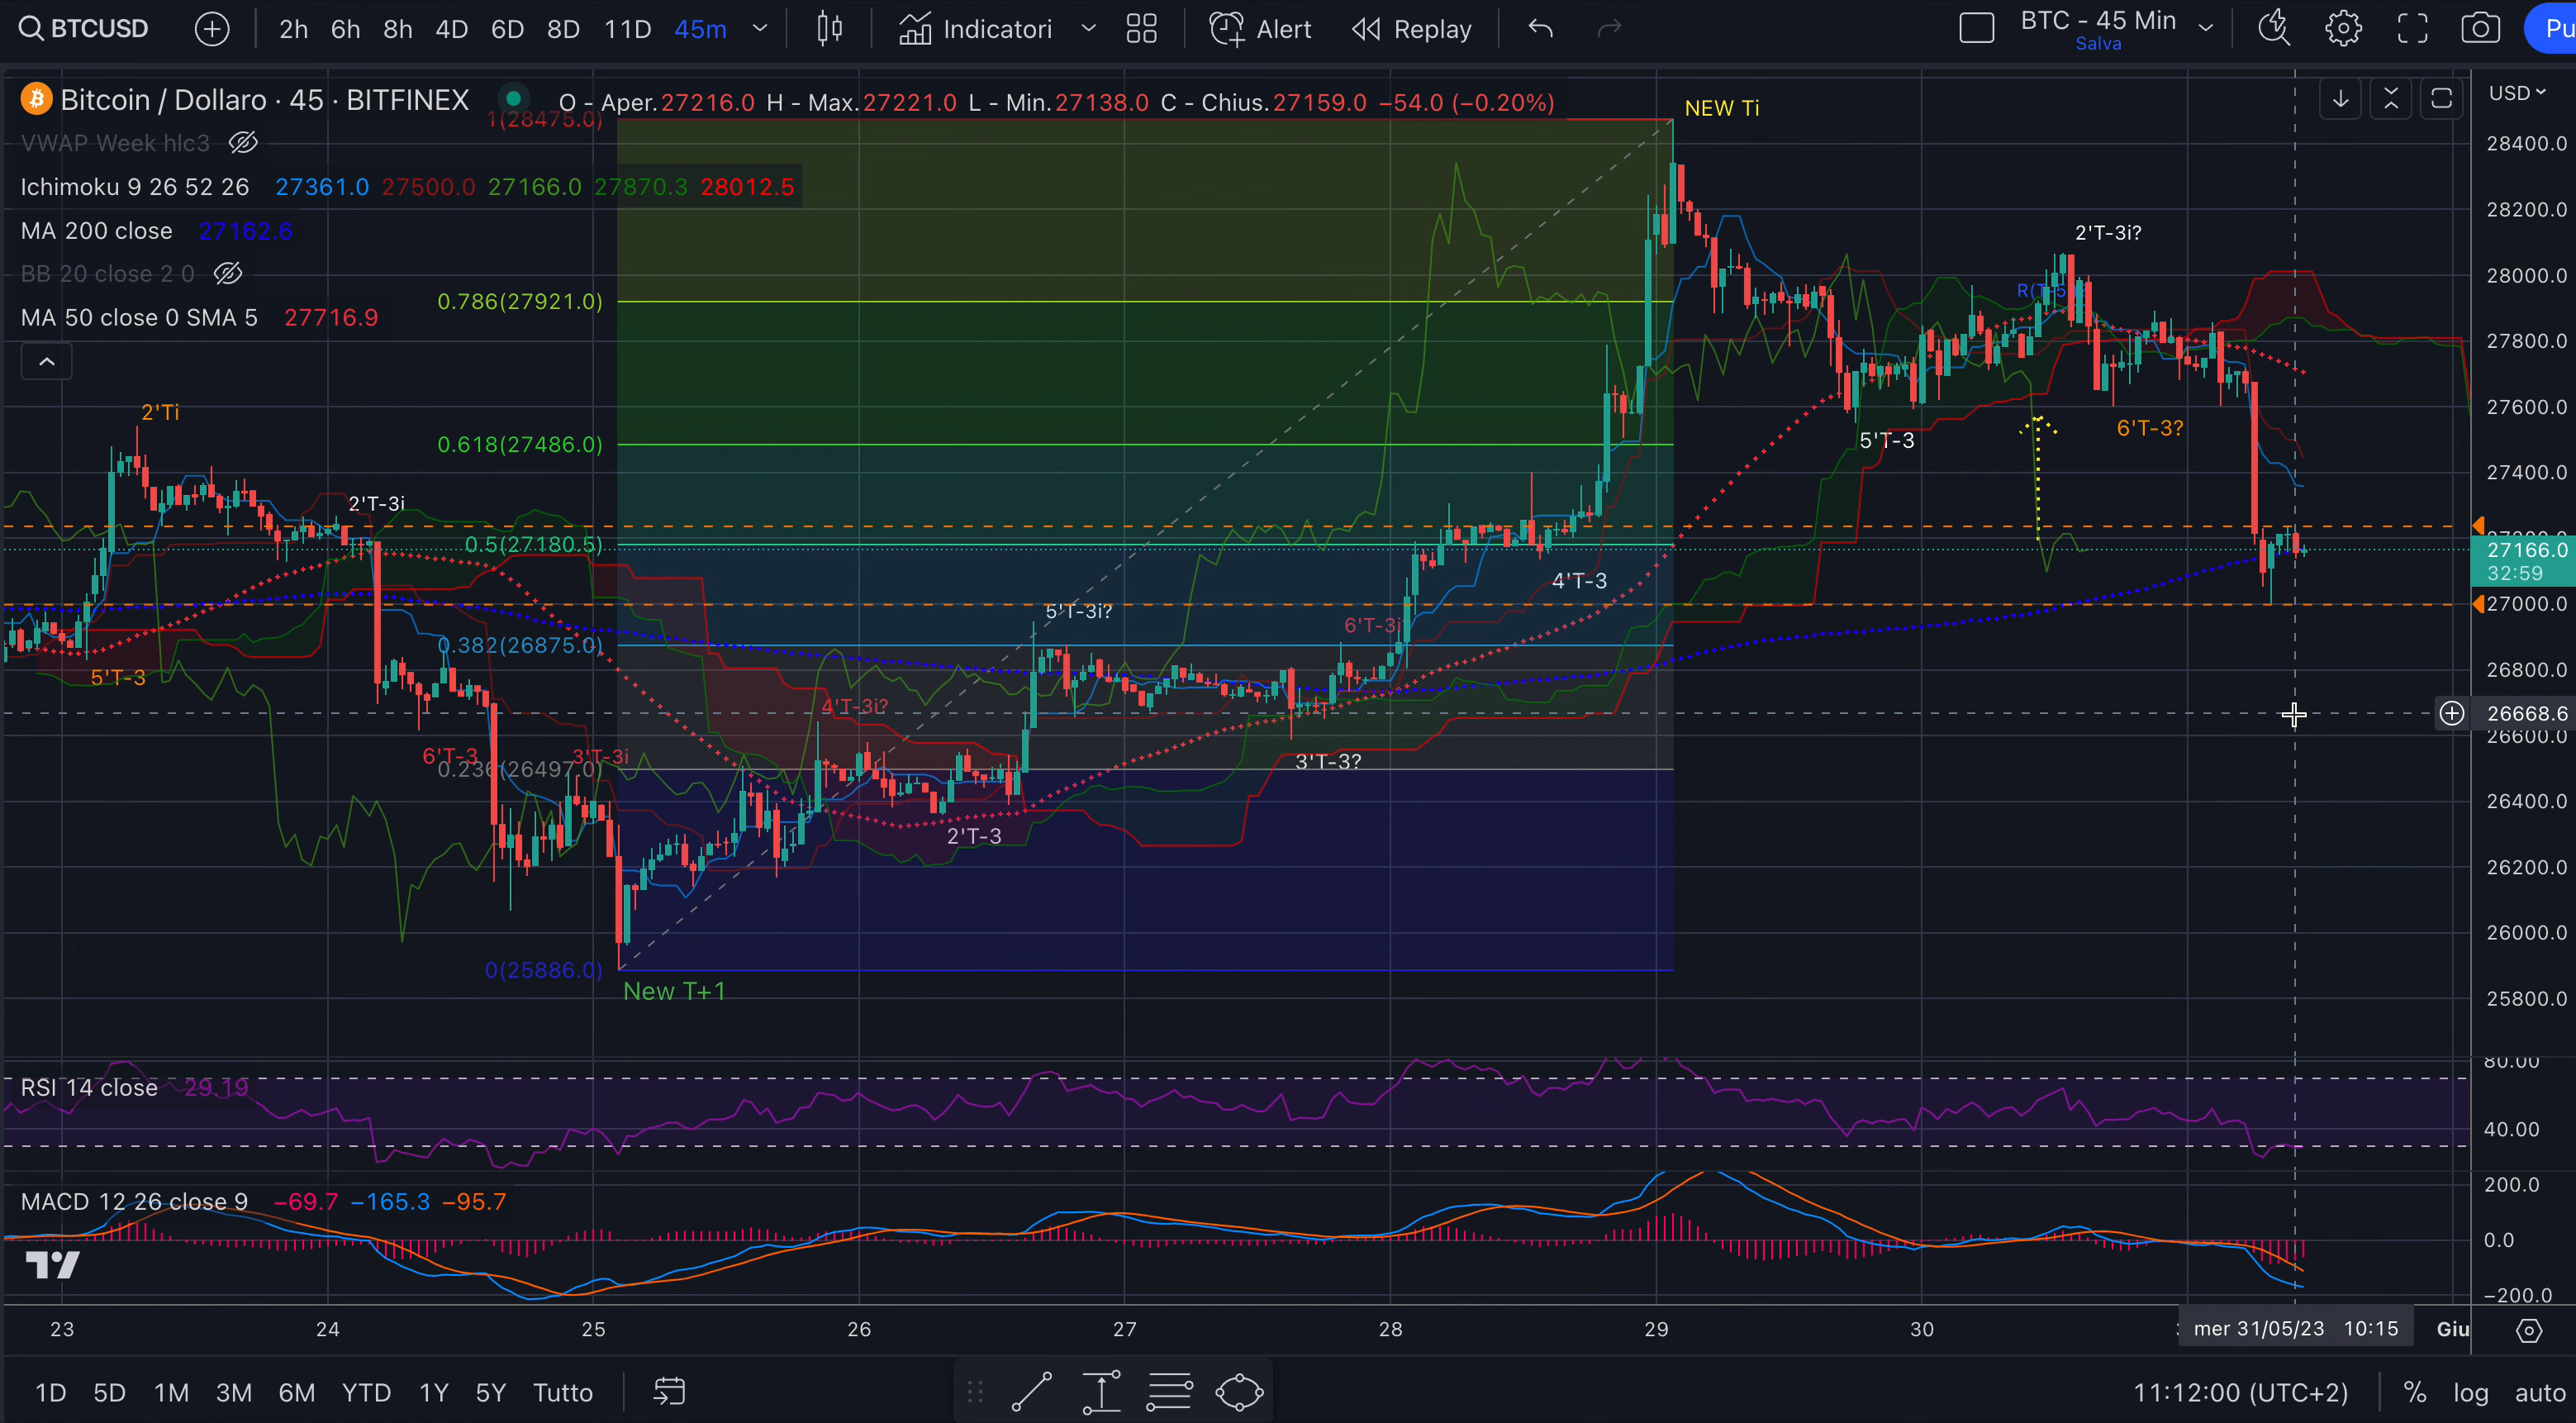 BTCUSD 2h 6h 8h 4D 6D 8D 11D 45m Indicatori Alert Replay BTC - 45 Min Pu
Salva
Bitcoin / Dollaro · 45 · BITFINEX O - Aper.27216.0 H - Max.27221.0 L - Min.27138.0 C - Chius.27159.0 −54.0 (−0.20%)
USD
1(28475.0)
NEW Ti
VWAP Week hlc3
28400.0
Ichimoku 9 26 52 26 27361.0 27500.0 27166.0 27870.3 28012.5
28200.0
MA 200 close 27162.6
2'T-3i?
BB 20 close 2 0
28000.0
0.786(27921.0)
MA 50 close 0 SMA 5 27716.9
27800.0
2'Ti
27600.0
6'T-3?
0.618(27486.0)
5'T-3
27400.0
2'T-3i
0.5(27180.5)
27166.0
32:59
4'T-3
27000.0
5'T-3i?
6'T-3i
0.382(26875.0)
26800.0
5'T-3
4'T-3i?
26668.6
26600.0
6'T-3
3'T-3i
3'T-3?
0.236(26497.0)
26400.0
2'T-3
26200.0
26000.0
0(25886.0)
New T+1
25800.0
80.00
RSI 14 close 29.19
40.00
MACD 12 26 close 9 −69.7 −165.3 −95.7
200.0
0.0
−200.0
23 24 25 26 27 28 29 30 mer 31/05/23 10:15 Giu
1D 5D 1M 3M 6M YTD 1Y 5Y Tutto 11:12:00 (UTC+2) % log auto